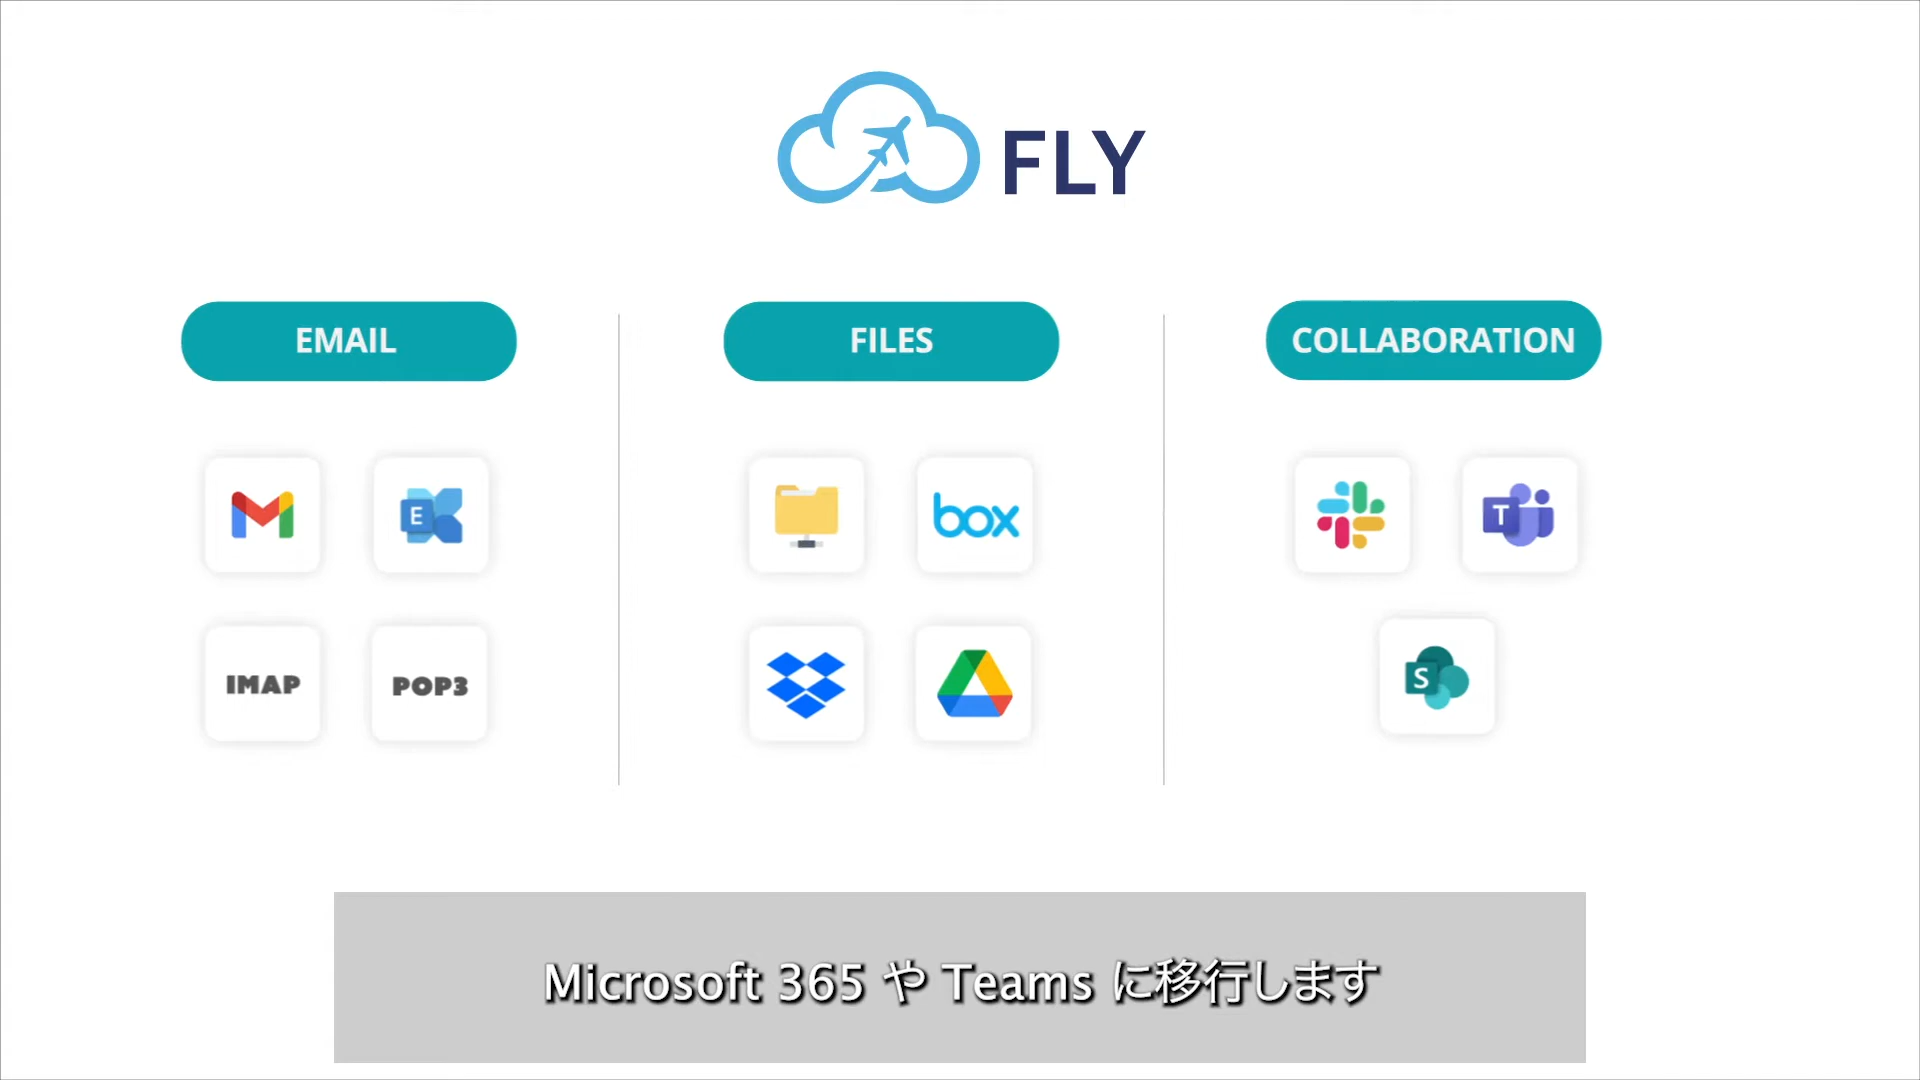 FLY
EMAIL
FILES
COLLABORATION
E
box
T
IMAP
POP3
S
Microsoft 365 や Teams に移行します